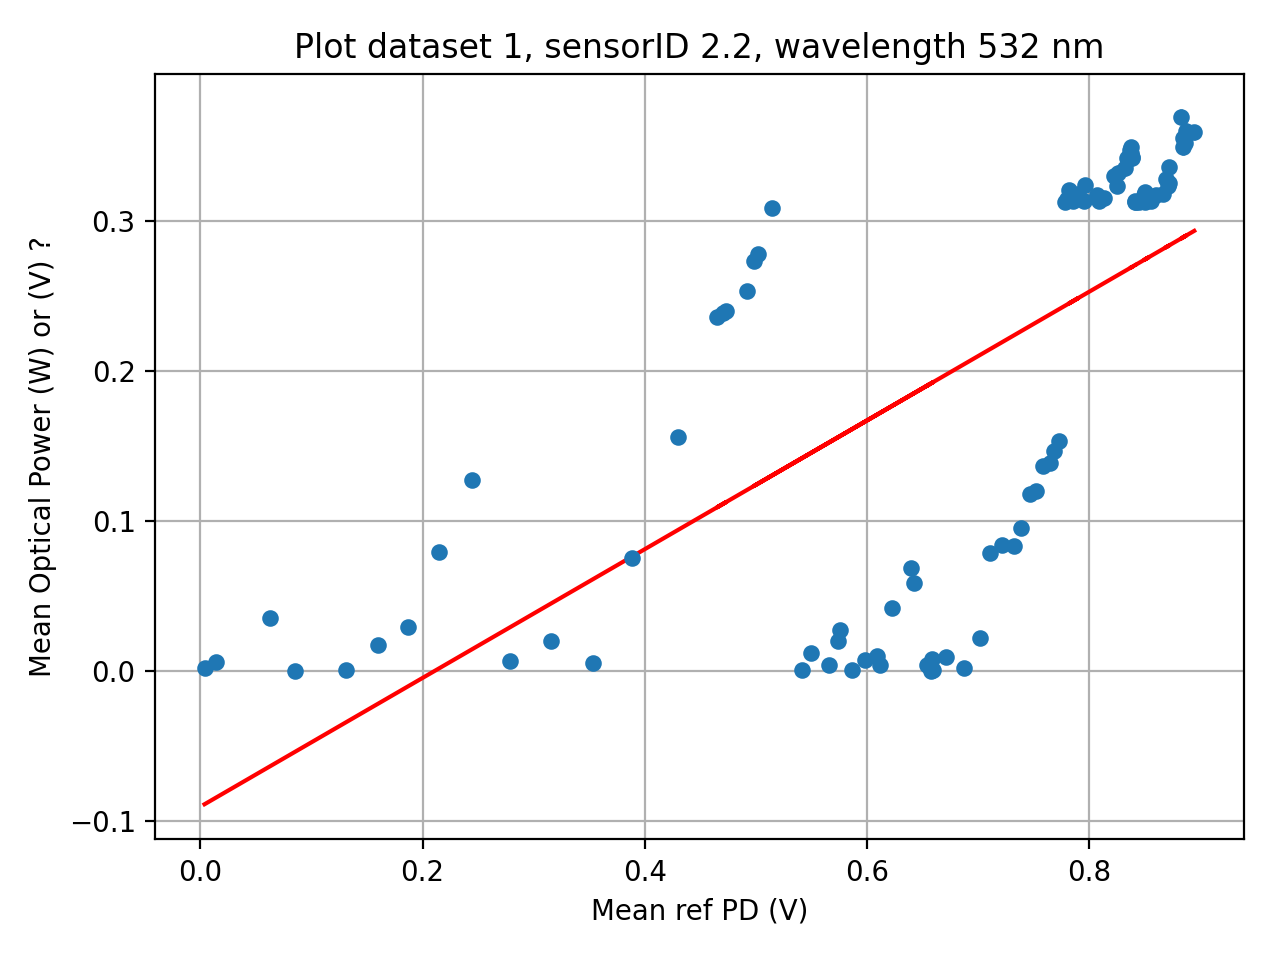 Plot dataset 1, sensorID 2.2, wavelength 532 nm
Mean Optical Power (W) or (V) ?
0.3
0.2
0.1
0.0
−0.1
0.0 0.2 0.4 0.6 0.8
Mean ref PD (V)